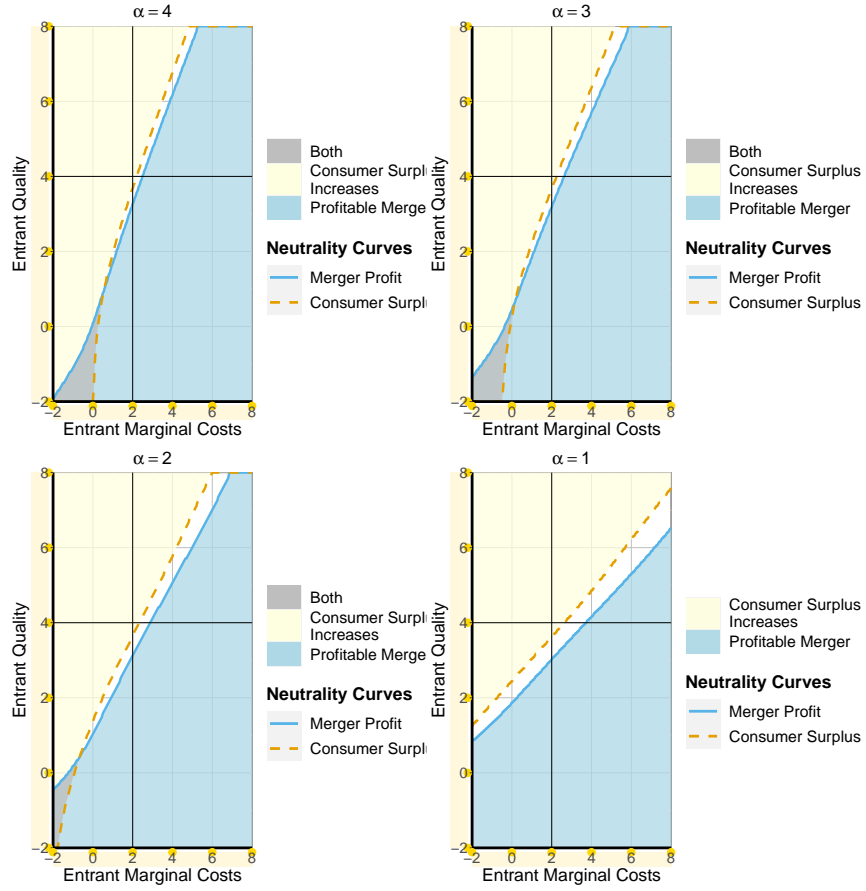 α = 4
8
6
4
2
0
−2
−2 0 2 4 6 8
Entrant Quality
Entrant Marginal Costs
Both
Consumer Surpl
Increases
Profitable Merge
Neutrality Curves
Merger Profit
Consumer Surpl
α = 3
8
6
4
2
0
−2
−2 0 2 4 6 8
Entrant Quality
Entrant Marginal Costs
Both
Consumer Surplus
Increases
Profitable Merger
Neutrality Curves
Merger Profit
Consumer Surplus
α = 2
8
6
4
2
0
−2
−2 0 2 4 6 8
Entrant Quality
Entrant Marginal Costs
Both
Consumer Surpl
Increases
Profitable Merge
Neutrality Curves
Merger Profit
Consumer Surpl
α = 1
8
6
4
2
0
−2
−2 0 2 4 6 8
Entrant Quality
Entrant Marginal Costs
Consumer Surplus
Increases
Profitable Merger
Neutrality Curves
Merger Profit
Consumer Surplus